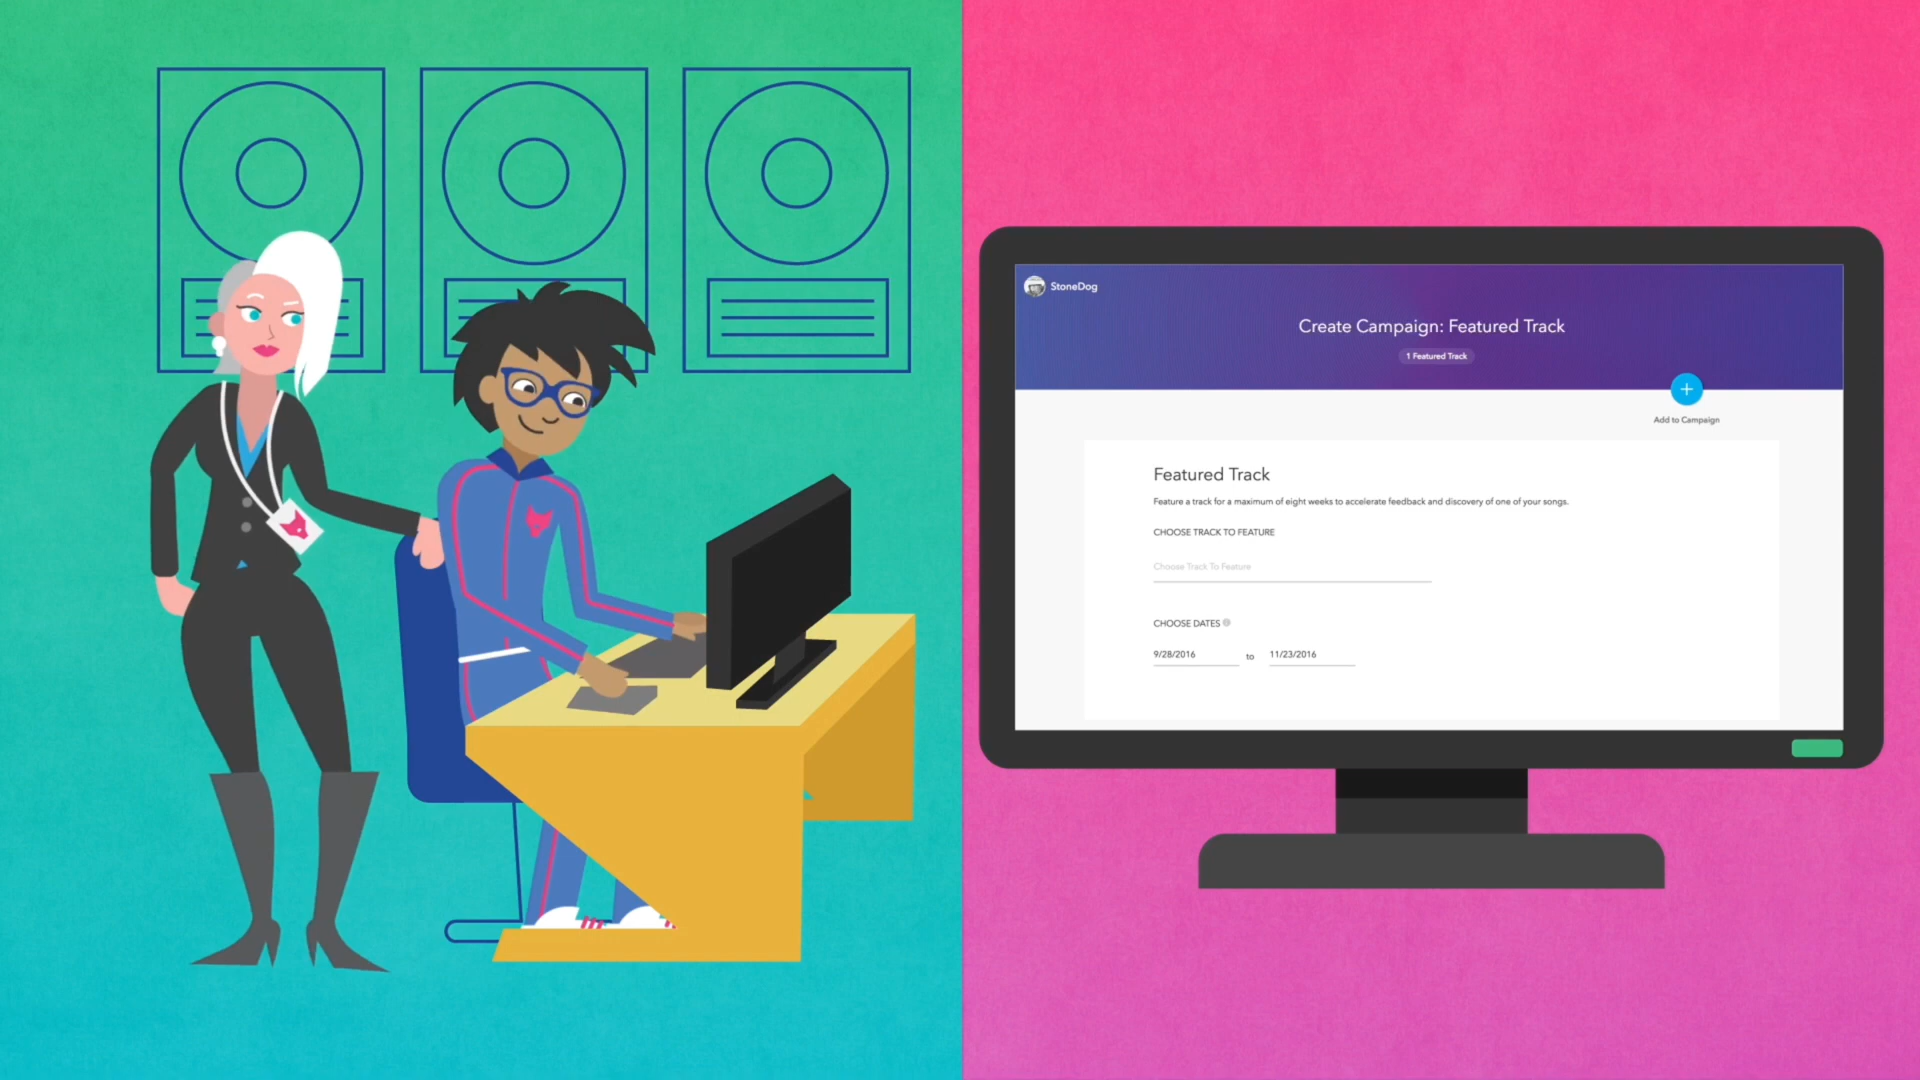 StoneDog
Create Campaign: Featured Track
1 Featured Track
Add to Campaign
Featured Track
Feature a track for a maximum of eight weeks to accelerate feedback and discovery of one of your songs.
CHOOSE TRACK TO FEATURE
Choose Track To Feature
CHOOSE DATES
9/28/2016 to 11/23/2016